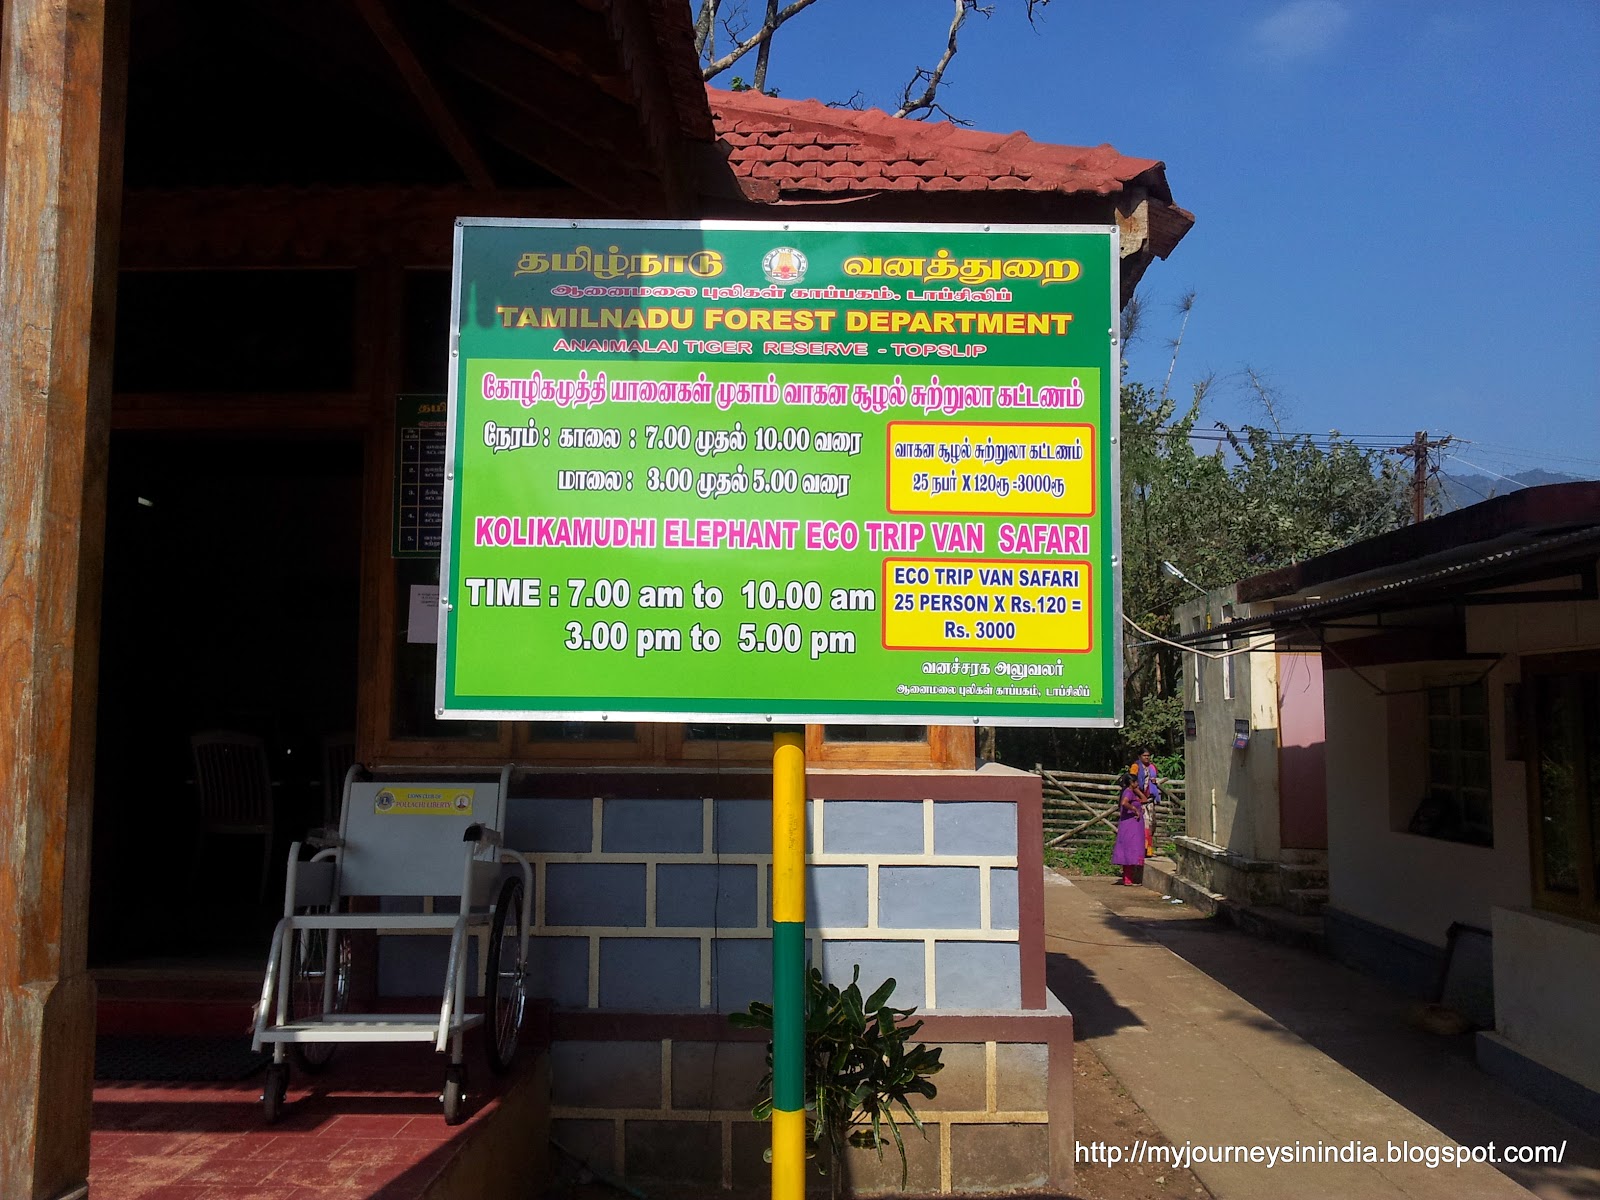 தமிழ்நாடு வனத்துறை
ஆனைமலை புலிகள் காப்பகம். டாப்சிலிப்
TAMILNADU FOREST DEPARTMENT
ANAIMALAI TIGER RESERVE - TOPSLIP
கோழிகமுத்தி யானைகள் முகாம் வாகன சூழல் சுற்றுலா கட்டணம்
நேரம் : காலை : 7.00 முதல் 10.00 வரை
மாலை : 3.00 முதல் 5.00 வரை
வாகன சூழல் சுற்றுலா கட்டணம்
25 நபர் X 120ரூ =3000ரூ
KOLIKAMUDHI ELEPHANT ECO TRIP VAN SAFARI
TIME : 7.00 am to 10.00 am
3.00 pm to 5.00 pm
ECO TRIP VAN SAFARI
25 PERSON X Rs.120 =
Rs. 3000
வனச்சரக அலுவலர்
ஆனைமலை புலிகள் காப்பகம், டாப்சிலிப்
POLLACHI LIBERTY
http://myjourneysinindia.blogspot.com/